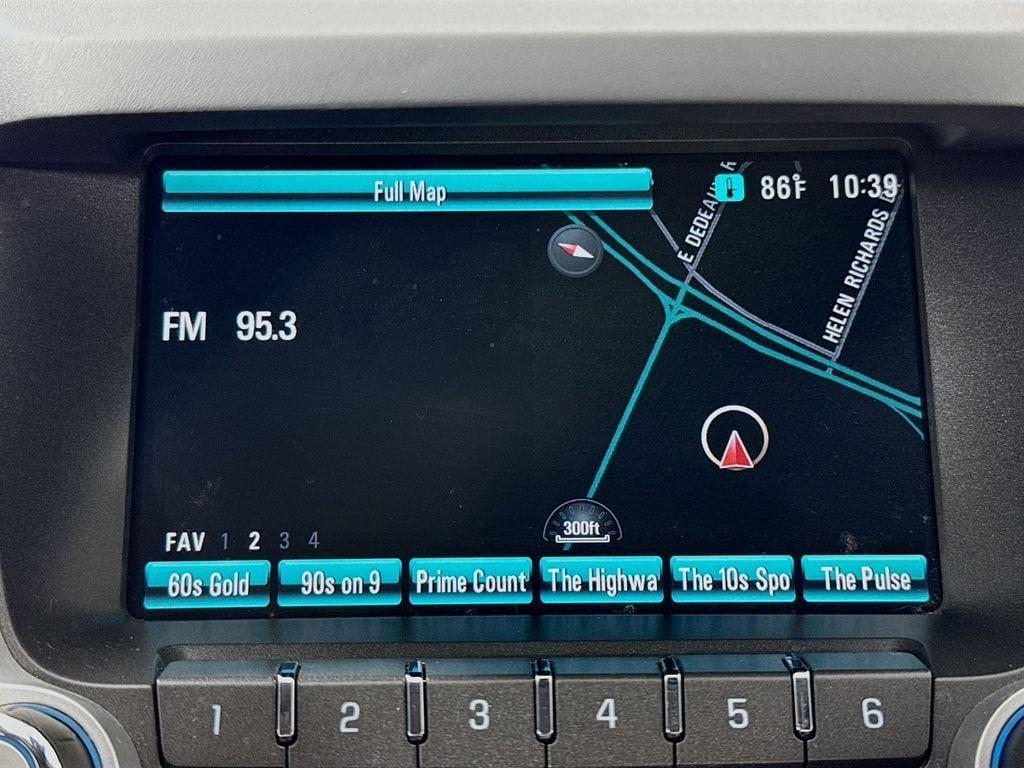 Full Map
86°F 10:39
E DEDEAUX R
HELEN RICHARDS
FM 95.3
300ft
FAV 1 2 3 4
60s Gold 90s on 9 Prime Count The Highwa The 10s Spo The Pulse
1 2 3 4 5 6